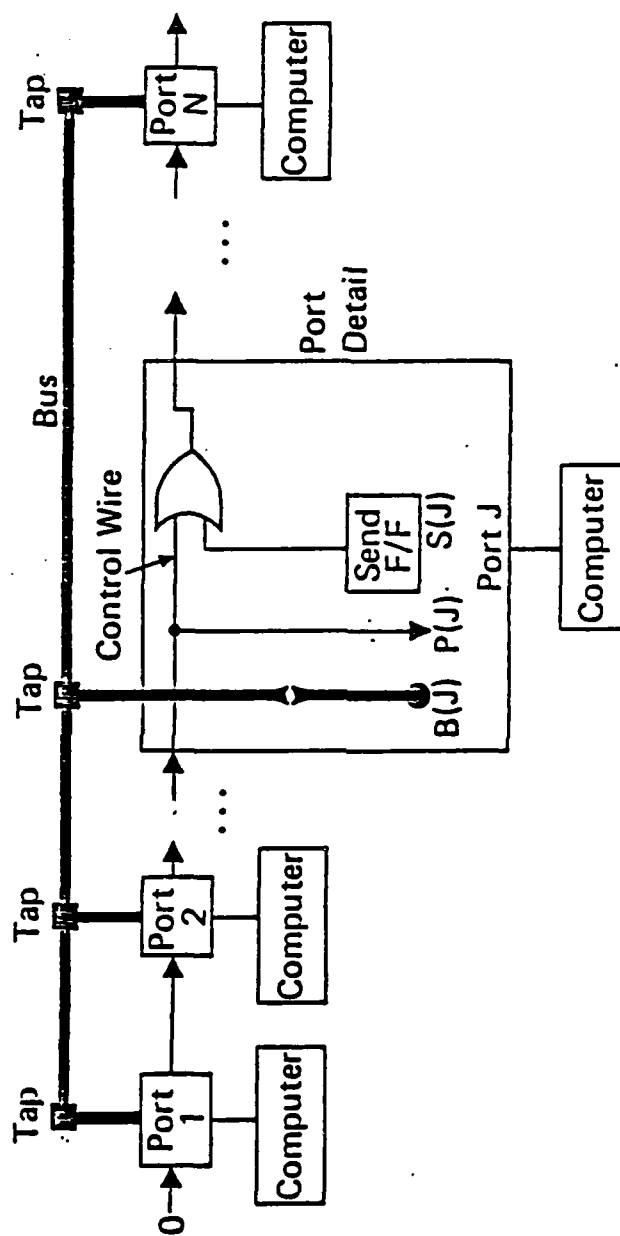 Tap
Tap
Tap
Bus
Tap
Control Wire
0
Port
1
Port
2
...
Port
Detail
...
Port
N
Send
F/F
B(J)
P(J)
S(J)
Port J
Computer
Computer
Computer
Computer